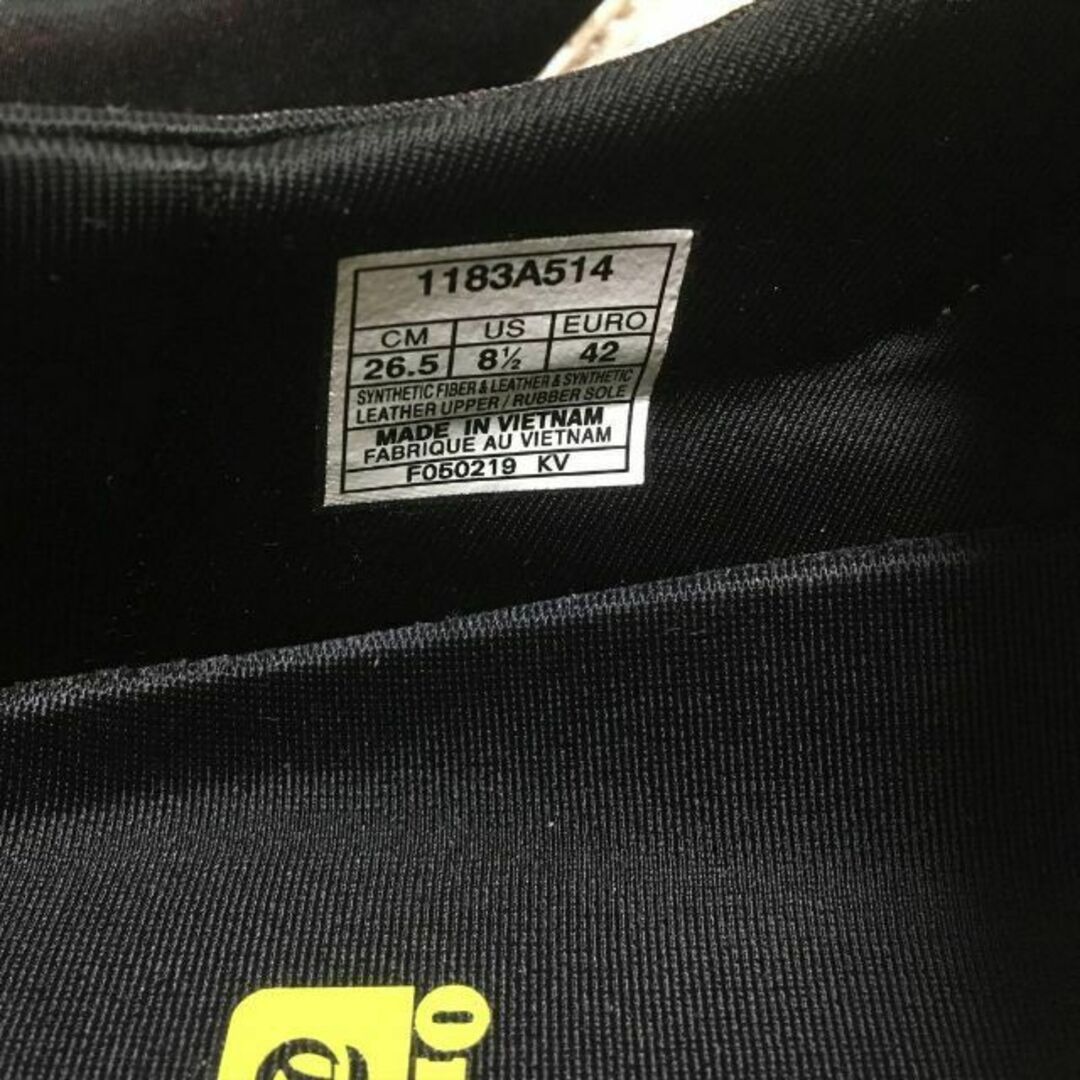 1183A514
CM US EURO
26.5 8½ 42
SYNTHETIC FIBER & LEATHER & SYNTHETIC
LEATHER UPPER / RUBBER SOLE
MADE IN VIETNAM
FABRIQUE AU VIETNAM
F050219 KV